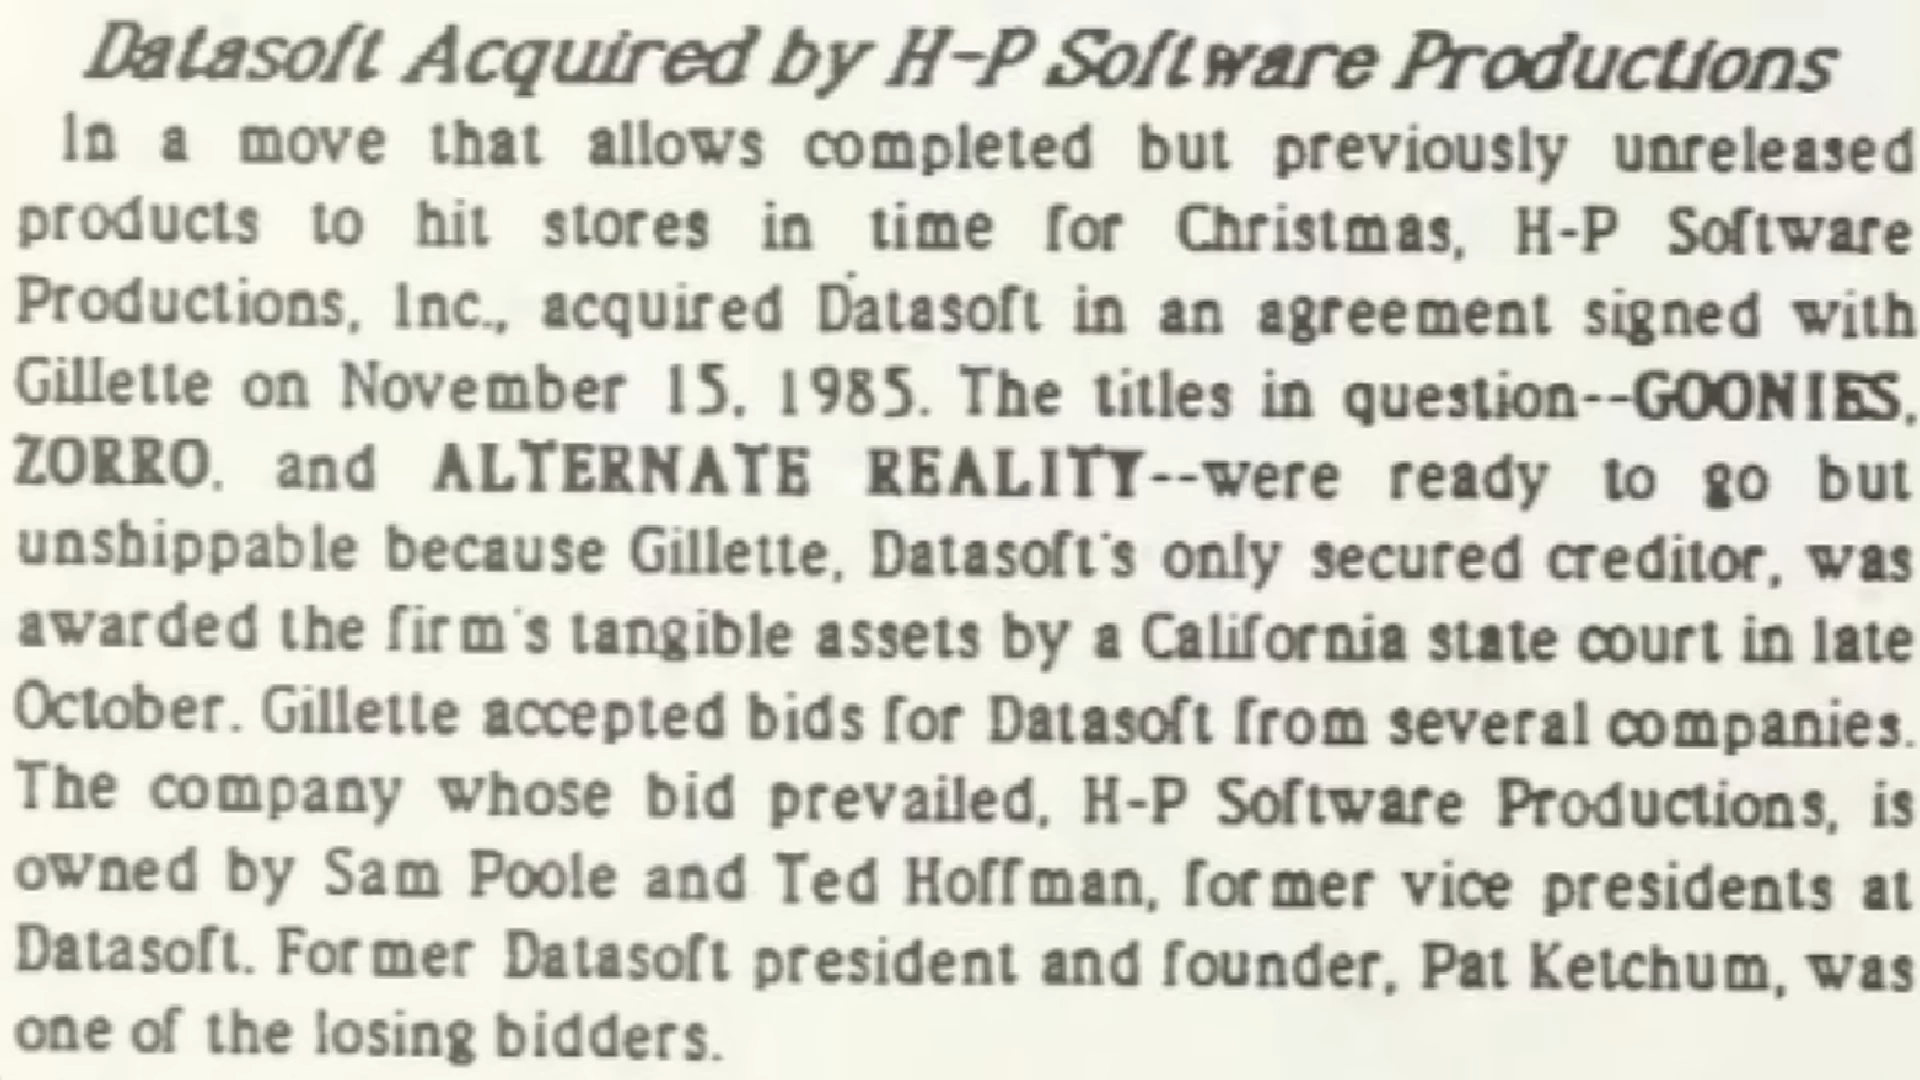 Datasoft Acquired by H-P Software Productions
In a move that allows completed but previously unreleased
products to hit stores in time for Christmas, H-P Software
Productions, Inc., acquired Datasoft in an agreement signed with
Gillette on November 15, 1985. The titles in question--GOONIES,
ZORRO, and ALTERNATE REALITY--were ready to go but
unshippable because Gillette, Datasoft's only secured creditor, was
awarded the firm's tangible assets by a California state court in late
October. Gillette accepted bids for Datasoft from several companies.
The company whose bid prevailed, H-P Software Productions, is
owned by Sam Poole and Ted Hoffman, former vice presidents at
Datasoft. Former Datasoft president and founder, Pat Ketchum, was
one of the losing bidders.